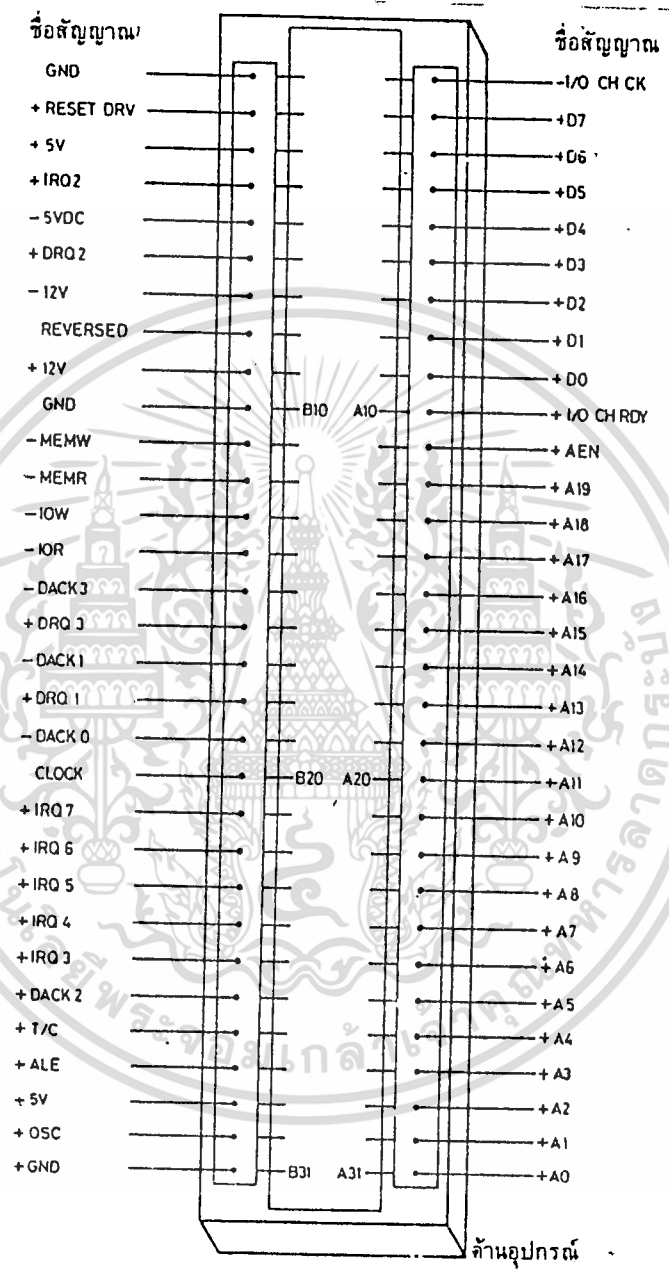 ชื่อสัญญาณ
ชื่อสัญญาณ
GND
-I/O CH CK
+ RESET DRV
+D7
+ 5V
+D6
+IRQ2
+D5
- 5VDC
+D4
+ DRQ 2
+D3
- 12V
+D2
REVERSED
+D1
+ 12V
+D0
GND
B10 A10
+ I/O CH RDY
-MEMW
+ AEN
- MEMR
+ A19
-IOW
+ A18
-IOR
+ A17
- DACK 3
+ A16
+ DRQ 3
+ A15
-DACK 1
+ A14
+ DRQ 1
+ A13
- DACK 0
+ A12
CLOCK
B20 A20
+ A11
+ IRQ 7
+ A10
+ IRQ 6
+ A9
+ IRQ 5
+ A8
+ IRQ 4
+ A7
+ IRQ 3
+ A6
+ DACK 2
+ A5
+ T/C
+ A4
+ ALE
+ A3
+ 5V
+ A2
+ OSC
+ A1
+ GND
B31 A31
+ A0
ด้านอุปกรณ์